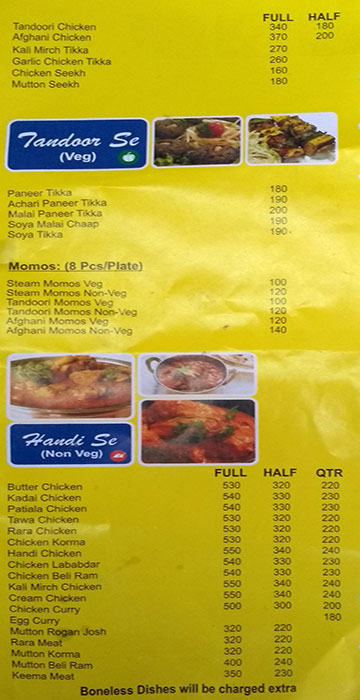 FULL HALF
Tandoori Chicken 340 180
Afghani Chicken 370 200
Kali Mirch Tikka 270
Garlic Chicken Tikka 260
Chicken Seekh 160
Mutton Seekh 180
Tandoor Se
(Veg)
Paneer Tikka 180
Achari Paneer Tikka 190
Malai Paneer Tikka 200
Soya Malai Chaap 190
Soya Tikka 190
Momos: (8 Pcs/Plate)
Steam Momos Veg 100
Steam Momos Non-Veg 120
Tandoori Momos Veg 100
Tandoori Momos Non-Veg 120
Afghani Momos Veg 120
Afghani Momos Non-Veg 140
Handi Se
(Non Veg)
FULL HALF QTR
Butter Chicken 530 320 220
Kadai Chicken 540 330 230
Patiala Chicken 540 330 230
Tawa Chicken 530 320 220
Rara Chicken 530 320 220
Chicken Korma 530 320 220
Handi Chicken 550 340 240
Chicken Lababdar 540 330 230
Chicken Beli Ram 540 330 230
Kali Mirch Chicken 550 340 240
Cream Chicken 550 340 240
Chicken Curry 500 300 200
Egg Curry 180
Mutton Rogan Josh 320 220
Rara Meat 320 220
Mutton Korma 320 220
Mutton Beli Ram 400 240
Keema Meat 350 230
Boneless Dishes will be charged extra